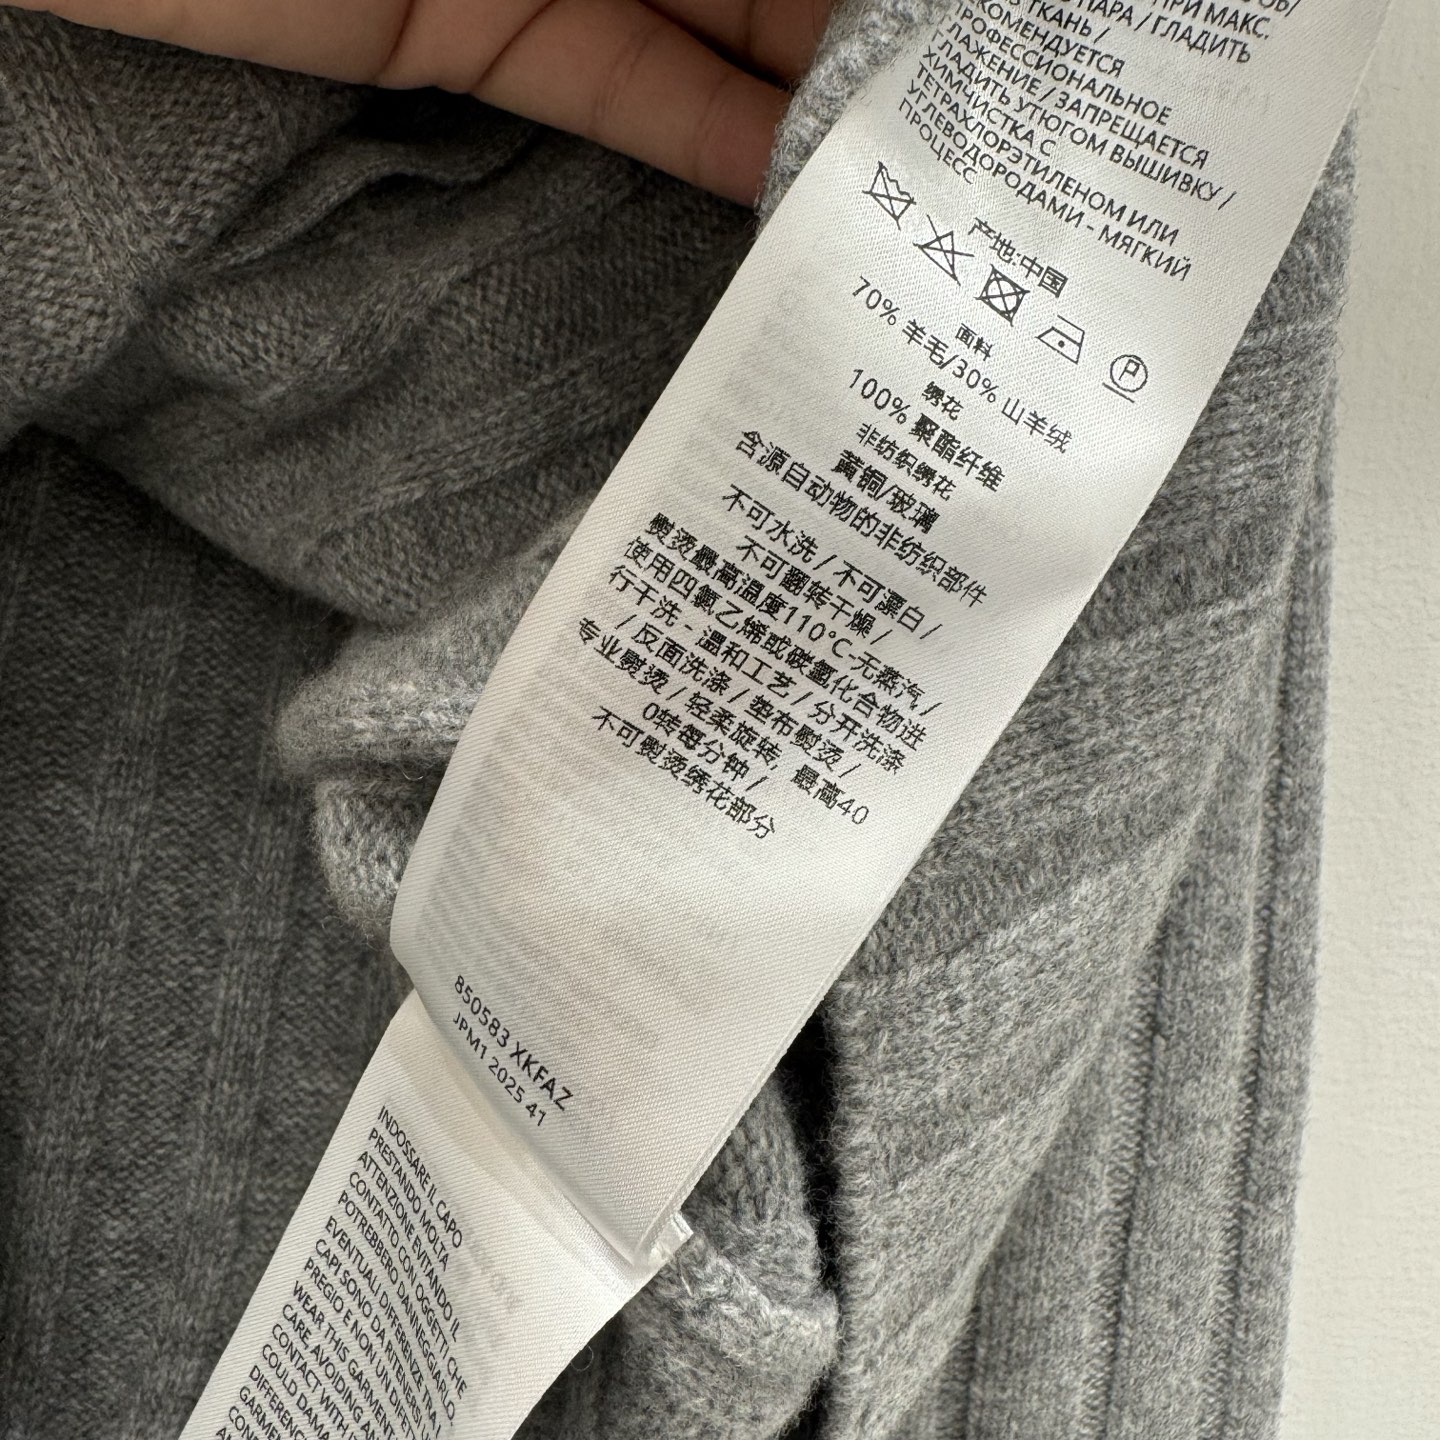 ПРИ МАКС.
ПАРА / ГЛАДИТЬ
ТКАНЬ /
ПРОФЕССИОНАЛЬНОЕ
ГЛАЖЕНИЕ / ЗАПРЕЩАЕТСЯ
ГЛАДИТЬ УТЮГОМ ВЫШИВКУ /
ХИМЧИСТКА С
ТЕТРАХЛОРЭТИЛЕНОМ ИЛИ
УГЛЕВОДОРОДАМИ - МЯГКИЙ
ПРОЦЕСС
产地:中国
P
面料
70% 羊毛/30% 山羊绒
绣花
100% 聚酯纤维
非纺织绣花
黄铜/玻璃
含源自动物的非纺织部件
不可水洗 / 不可漂白 /
不可翻转干燥 /
熨烫最高温度110°C-无蒸汽 /
使用四氯乙烯或碳氢化合物进
行干洗 - 温和工艺 / 分开洗涤
/ 反面洗涤 / 垫布熨烫 /
专业熨烫 / 轻柔旋转, 最高40
0转每分钟 /
不可熨烫绣花部分
850583 XKFAZ
JPM1 2025 41
INDOSSARE IL CAPO
PRESTANDO MOLTA
ATTENZIONE EVITANDO IL
CONTATTO CON OGGETTI CHE
POTREBBERO DANNEGGIARLO.
EVENTUALI DIFFERENZE TRA I
CAPI SONO DA RITENERSI UN
PREGIO E NON UN DIFETTO
WEAR THIS GARMENT
CARE, AVOIDING AN
CONTACT WITH
COULD DAMA
DIFFERENC
GARMEN